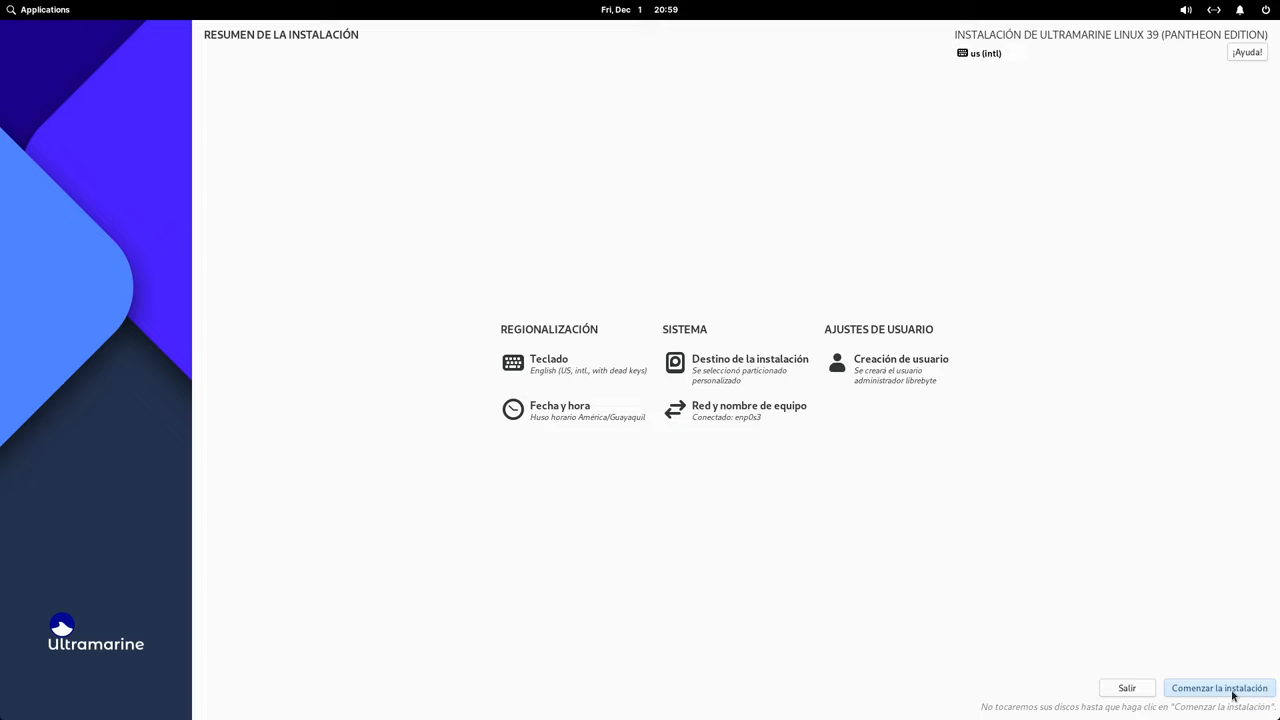 Applications
Fri, Dec 1 20:59
RESUMEN DE LA INSTALACIÓN
INSTALACIÓN DE ULTRAMARINE LINUX 39 (PANTHEON EDITION)
us (intl)
¡Ayuda!
REGIONALIZACIÓN
Teclado
English (US, intl., with dead keys)
Fecha y hora
Huso horario América/Guayaquil
SISTEMA
Destino de la instalación
Se seleccionó particionado
personalizado
Red y nombre de equipo
Conectado: enp0s3
AJUSTES DE USUARIO
Creación de usuario
Se creará el usuario
administrador librebyte
Ultramarine
Salir
Comenzar la instalación
No tocaremos sus discos hasta que haga clic en "Comenzar la instalación".